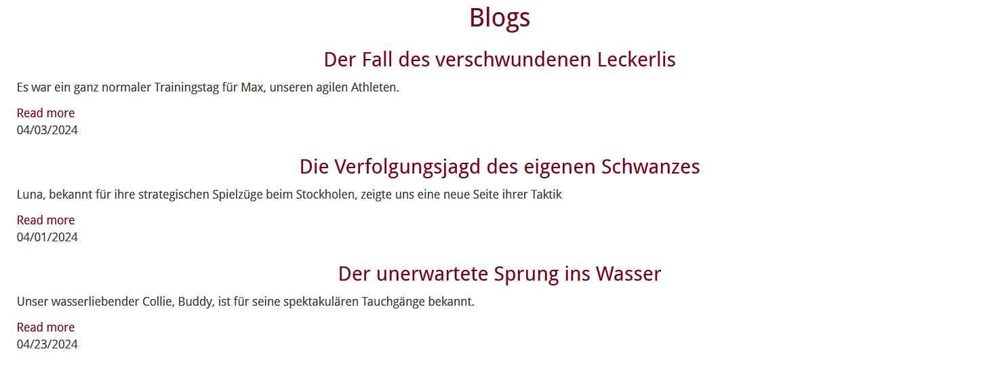 Blogs
Der Fall des verschwundenen Leckerlis
Es war ein ganz normaler Trainingstag für Max, unseren agilen Athleten.
Read more
04/03/2024
Die Verfolgungsjagd des eigenen Schwanzes
Luna, bekannt für ihre strategischen Spielzüge beim Stockholen, zeigte uns eine neue Seite ihrer Taktik
Read more
04/01/2024
Der unerwartete Sprung ins Wasser
Unser wasserliebender Collie, Buddy, ist für seine spektakulären Tauchgänge bekannt.
Read more
04/23/2024